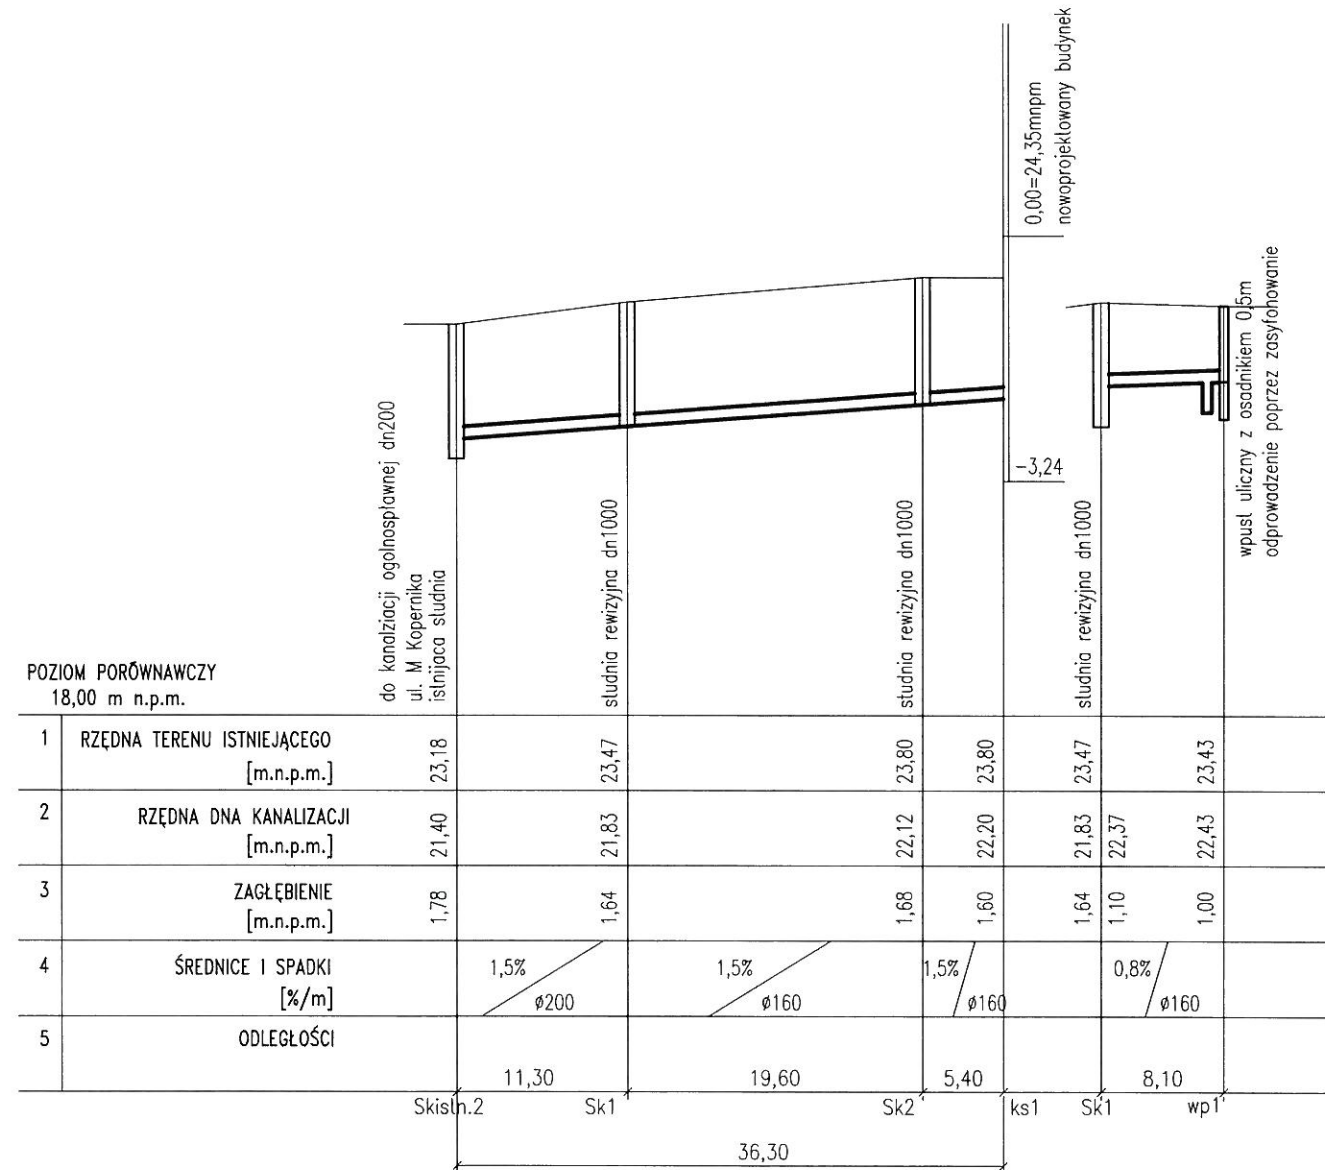 0,00=24,35mnpm
nowoprojektowany budynek
-3,24
do kanalziacji ogolnospławnej dn200
ul. M Kopernika
istnijaca studnia
studnia rewizyjna dn1000
studnia rewizyjna dn1000
studnia rewizyjna dn1000
wpust uliczny z osadnikiem 0,5m
odprowadzenie poprzez zasyfonowanie
POZIOM PORÓWNAWCZY
18,00 m n.p.m.
1 RZĘDNA TERENU ISTNIEJĄCEGO
[m.n.p.m.] 23,18 23,47 23,80 23,80 23,47 23,43
2 RZĘDNA DNA KANALIZACJI
[m.n.p.m.] 21,40 21,83 22,12 22,20 21,83 22,37 22,43
3 ZAGŁĘBIENIE
[m.n.p.m.] 1,78 1,64 1,68 1,60 1,64 1,10 1,00
4 ŚREDNICE I SPADKI 1,5% 1,5% 1,5% 0,8%
[%/m] ø200 ø160 ø160 ø160
5 ODLEGŁOŚCI
11,30 19,60 5,40 8,10
Skistn.2 Sk1 Sk2 ks1 Sk1 wp1
36,30